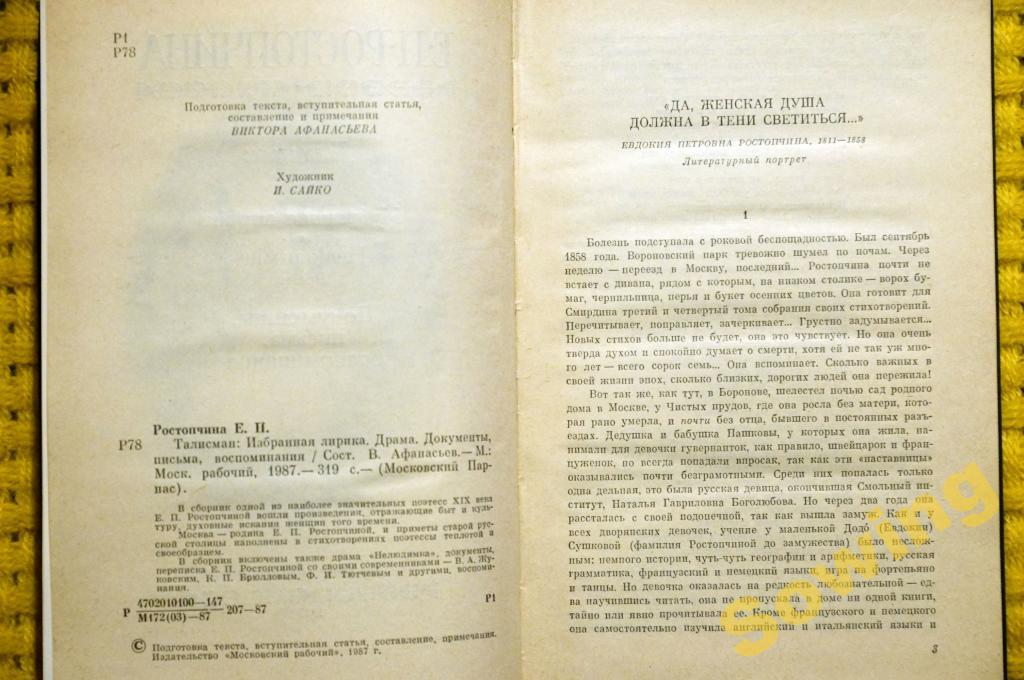 Р1
Р78
Подготовка текста, вступительная статья,
составление и примечания
ВИКТОРА АФАНАСЬЕВА
Художник
И. САЙКО
Ростопчина Е. П.
Р78 Талисман: Избранная лирика. Драма. Документы,
письма, воспоминания / Сост. В. Афанасьев.— М.:
Моск. рабочий, 1987.— 319 с.— (Московский Пар-
нас).
В сборник одной из наиболее значительных поэтесс XIX века
Е. П. Ростопчиной вошли произведения, отражающие быт и куль-
туру, духовные искания женщин того времени.
Москва — родина Е. П. Ростопчиной, и приметы старой рус-
ской столицы наполнены в стихотворениях поэтессы теплотой и
своеобразием.
В сборник включены также драма «Нелюдимка», документы,
переписка Е. П. Ростопчиной со своими современниками — В. А. Жу-
ковским, К. П. Брюлловым, Ф. И. Тютчевым и другими, воспоми-
нания.
Р 4702010100—147 207—87 Р1
М172(03)—87
© Подготовка текста, вступительная статья, составление, примечания.
Издательство «Московский рабочий», 1987 г.
«ДА, ЖЕНСКАЯ ДУША
ДОЛЖНА В ТЕНИ СВЕТИТЬСЯ...»
ЕВДОКИЯ ПЕТРОВНА РОСТОПЧИНА, 1811—1858
Литературный портрет
1
Болезнь подступала с роковой беспощадностью. Был сентябрь
1858 года. Вороновский парк тревожно шумел по ночам. Через
неделю — переезд в Москву, последний... Ростопчина почти не
встает с дивана, рядом с которым, на низком столике — ворох бу-
маг, чернильница, перья и букет осенних цветов. Она готовит для
Смирдина третий и четвертый тома собрания своих стихотворений.
Перечитывает, поправляет, зачеркивает... Грустно задумывается...
Новых стихов больше не будет, она это чувствует. Но она очень
тверда духом и спокойно думает о смерти, хотя ей не так уж мно-
го лет — всего сорок семь... Она вспоминает. Сколько важных в
своей жизни эпох, сколько близких, дорогих людей она пережила!
Вот так же, как тут, в Воронове, шелестел ночью сад родного
дома в Москве, у Чистых прудов, где она росла без матери, кото-
рая рано умерла, и почти без отца, бывшего в постоянных разъ-
ездах. Дедушка и бабушка Пашковы, у которых она жила, на-
нимали для девочки гувернанток, как правило, швейцарок и фран-
цуженок, но всегда попадали впросак, так как эти «наставницы»
оказывались почти безграмотными. Среди них попалась только
одна дельная, это была русская девица, окончившая Смольный ин-
ститут, Наталья Гавриловна Боголюбова. Но через два года она
рассталась с своей подопечной, так как вышла замуж. Как и у
всех дворянских девочек, учение у маленькой Додо (Евдокии)
Сушковой (фамилия Ростопчиной до замужества) было неслож-
ным: немного истории, чуть-чуть географии и арифметики, русская
грамматика, французский и немецкий языки, игра на фортепьяно
и танцы. Но девочка оказалась на редкость любознательной — ед-
ва научившись читать, она не пропускала в доме ни одной книги,
тайно или явно прочитывала ее. Кроме французского и немецкого
она самостоятельно изучила английский и итальянский языки и
3